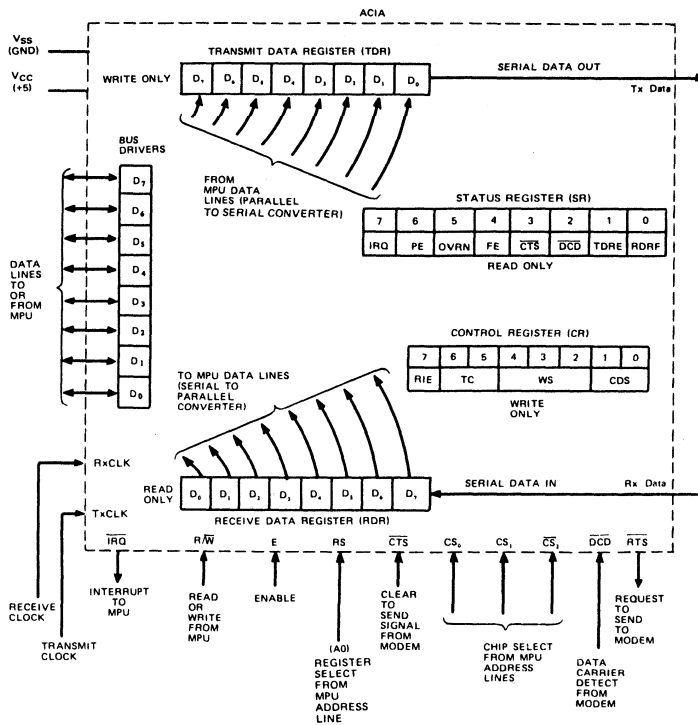 ACIA
VSS
(GND)
VCC
(+5)
TRANSMIT DATA REGISTER (TDR)
WRITE ONLY
D7 D6 D5 D4 D3 D2 D1 D0
SERIAL DATA OUT
Tx Data
BUS
DRIVERS
FROM
MPU DATA
LINES (PARALLEL
TO SERIAL CONVERTER)
D7
D6
D5
D4
D3
D2
D1
D0
DATA
LINES
TO
OR
FROM
MPU
STATUS REGISTER (SR)
7 6 5 4 3 2 1 0
IRQ PE OVRN FE C̅T̅S̅ D̅C̅D̅ TDRE RDRF
READ ONLY
CONTROL REGISTER (CR)
7 6 5 4 3 2 1 0
RIE TC WS CDS
WRITE
ONLY
TO MPU DATA LINES
(SERIAL TO
PARALLEL
CONVERTER)
RxCLK
READ
ONLY
D0 D1 D2 D3 D4 D5 D6 D7
SERIAL DATA IN
Rx Data
RECEIVE DATA REGISTER (RDR)
TxCLK
I̅R̅Q̅ R/W̅ E RS C̅T̅S̅ CS0 CS1 C̅S̅2 D̅C̅D̅ R̅T̅S̅
RECEIVE
CLOCK
TRANSMIT
CLOCK
INTERRUPT
TO MPU
READ
OR
WRITE
FROM
MPU
ENABLE
(A0)
REGISTER
SELECT
FROM
MPU
ADDRESS
LINE
CLEAR
TO
SEND
SIGNAL
FROM
MODEM
CHIP SELECT
FROM MPU
ADDRESS
LINES
DATA
CARRIER
DETECT
FROM
MODEM
REQUEST
TO
SEND
TO MODEM